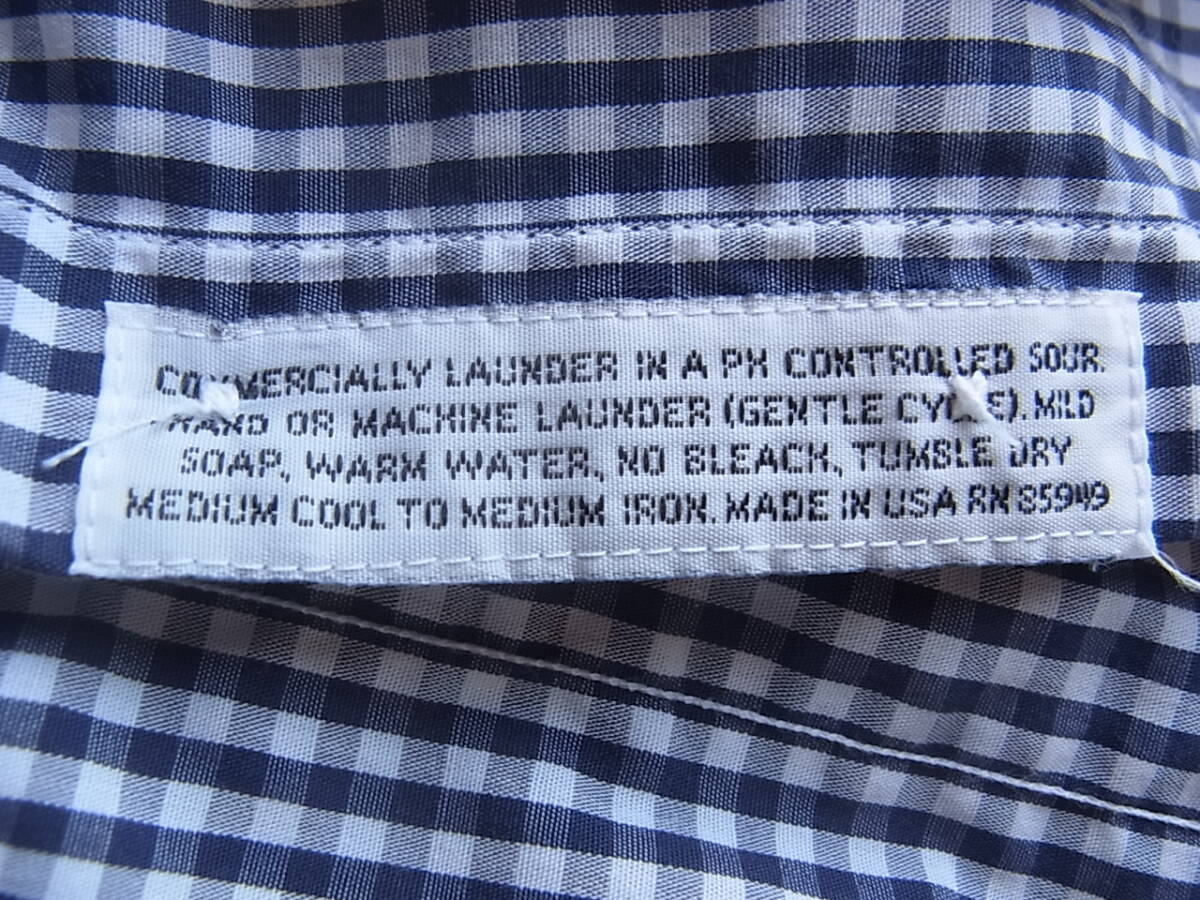 COMMERCIALLY LAUNDER IN A PH CONTROLLED SOUR.
HAND OR MACHINE LAUNDER (GENTLE CYCLE). MILD
SOAP, WARM WATER, NO BLEACH, TUMBLE DRY
MEDIUM COOL TO MEDIUM IRON. MADE IN USA RN 85949